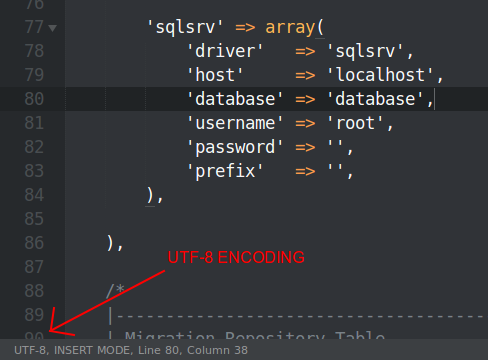 76
77 'sqlsrv' => array(
78 'driver' => 'sqlsrv',
79 'host' => 'localhost',
80 'database' => 'database',
81 'username' => 'root',
82 'password' => '',
83 'prefix' => '',
84 ),
85
86 ),
87
UTF-8 ENCODING
88 /*
89 |-------------------------------------
90 | Migration Repository Table
UTF-8, INSERT MODE, Line 80, Column 38